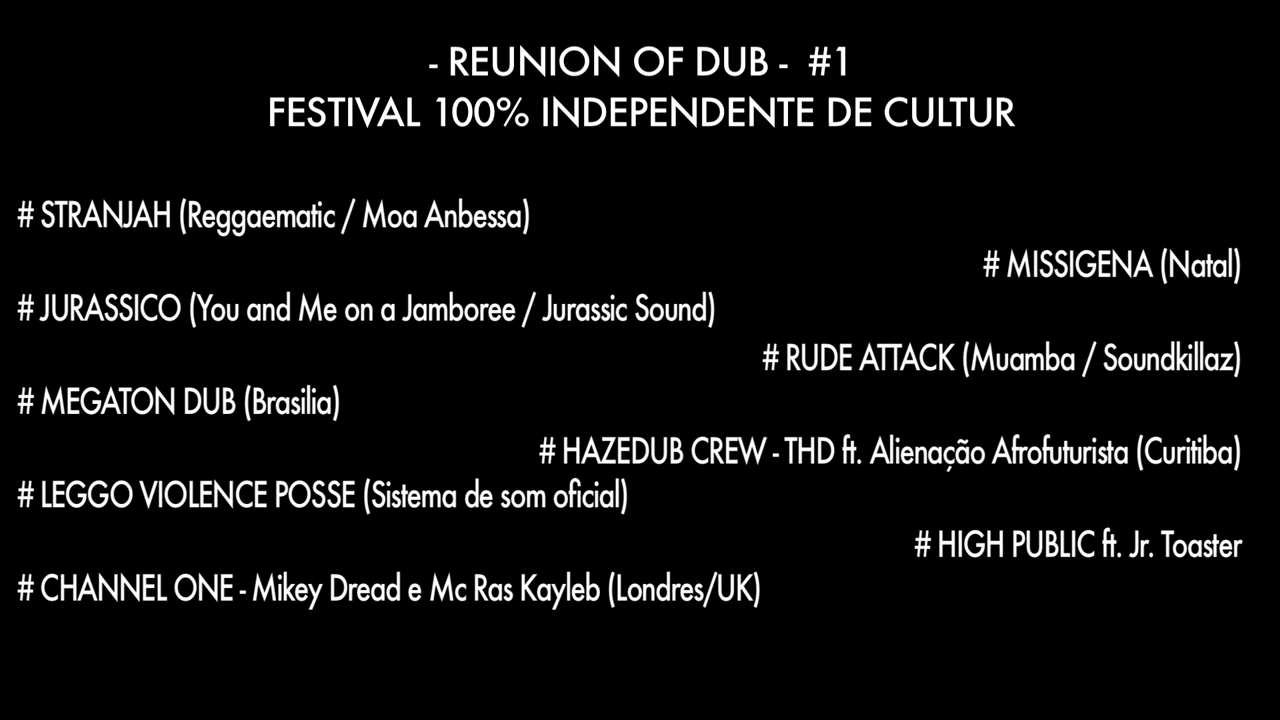 - REUNION OF DUB - #1
FESTIVAL 100% INDEPENDENTE DE CULTUR
# STRANJAH (Reggaematic / Moa Anbessa)
# MISSIGENA (Natal)
# JURASSICO (You and Me on a Jamboree / Jurassic Sound)
# RUDE ATTACK (Muamba / Soundkillaz)
# MEGATON DUB (Brasilia)
# HAZEDUB CREW - THD ft. Alienação Afrofuturista (Curitiba)
# LEGGO VIOLENCE POSSE (Sistema de som oficial)
# HIGH PUBLIC ft. Jr. Toaster
# CHANNEL ONE - Mikey Dread e Mc Ras Kayleb (Londres/UK)